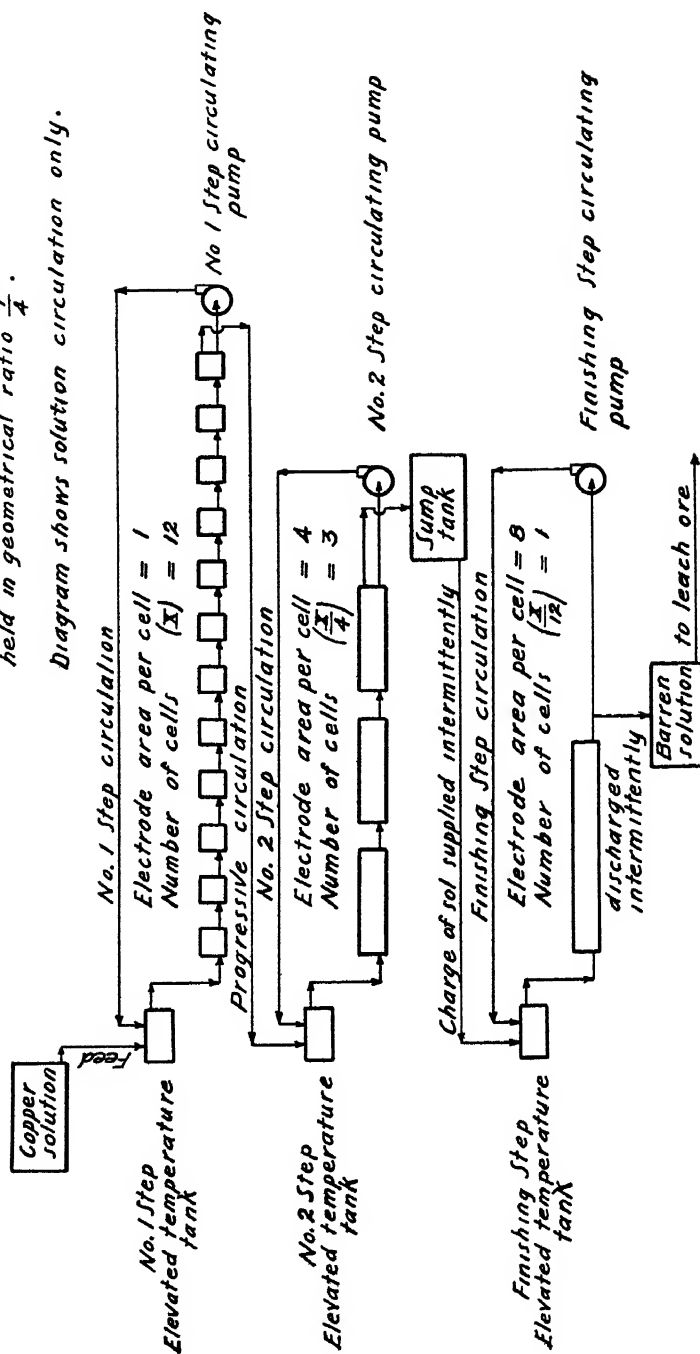 held in geometrical ratio 1/4.
Diagram shows solution circulation only.
Copper
solution
Feed
No. 1 Step circulation
Electrode area per cell = 1
Number of cells (X) = 12
No 1 Step circulating
pump
No. 1 Step
Elevated temperature
tank
Progressive circulation
No. 2 Step circulation
Electrode area per cell = 4
Number of cells (X/4) = 3
No. 2 Step circulating pump
No. 2 Step
Elevated temperature
tank
Sump
tank
Charge of sol supplied intermittently
Finishing Step circulation
Electrode area per cell = 8
Number of cells (X/12) = 1
Finishing Step circulating
pump
Finishing Step
Elevated temperature
tank
discharged
intermittently
Barren
solution
to leach ore